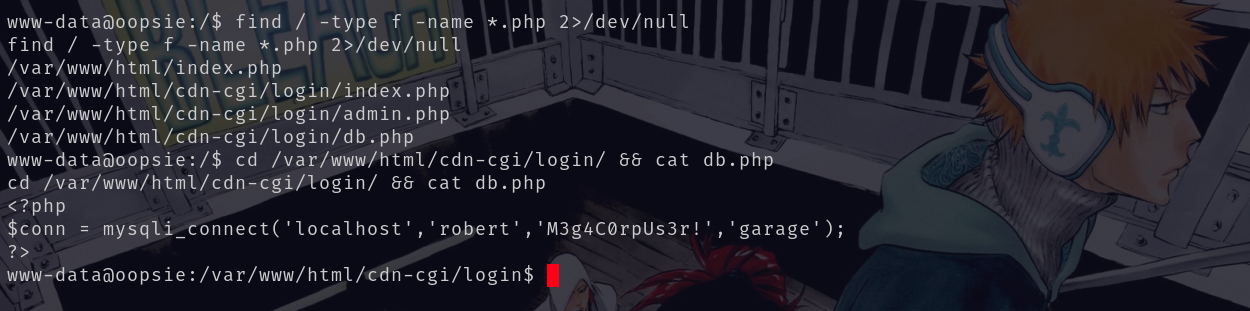 www-data@oopsie:/$ find / -type f -name *.php 2>/dev/null
find / -type f -name *.php 2>/dev/null
/var/www/html/index.php
/var/www/html/cdn-cgi/login/index.php
/var/www/html/cdn-cgi/login/admin.php
/var/www/html/cdn-cgi/login/db.php
www-data@oopsie:/$ cd /var/www/html/cdn-cgi/login/ && cat db.php
cd /var/www/html/cdn-cgi/login/ && cat db.php
<?php
$conn = mysqli_connect('localhost','robert','M3g4C0rpUs3r!','garage');
?>
www-data@oopsie:/var/www/html/cdn-cgi/login$